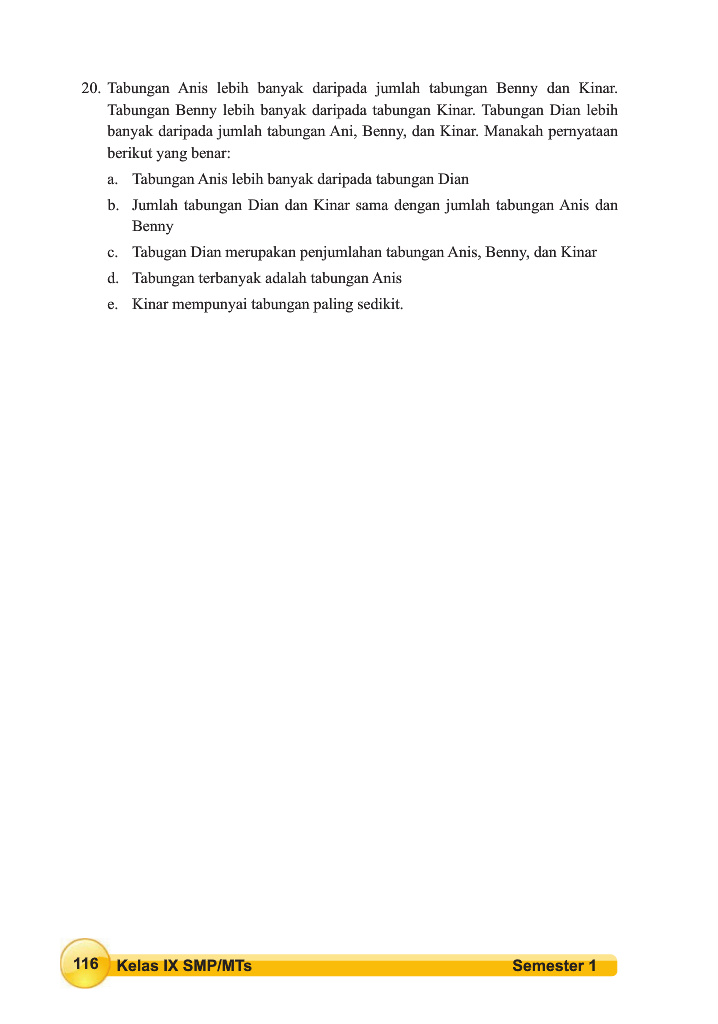 20. Tabungan Anis lebih banyak daripada jumlah tabungan Benny dan Kinar.
Tabungan Benny lebih banyak daripada tabungan Kinar. Tabungan Dian lebih
banyak daripada jumlah tabungan Ani, Benny, dan Kinar. Manakah pernyataan
berikut yang benar:
a. Tabungan Anis lebih banyak daripada tabungan Dian
b. Jumlah tabungan Dian dan Kinar sama dengan jumlah tabungan Anis dan
Benny
c. Tabugan Dian merupakan penjumlahan tabungan Anis, Benny, dan Kinar
d. Tabungan terbanyak adalah tabungan Anis
e. Kinar mempunyai tabungan paling sedikit.
116 Kelas IX SMP/MTs Semester 1